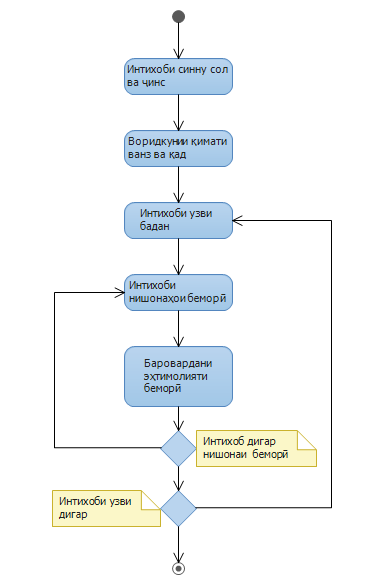 Интихоби синну сол
ва ҷинс
Воридкунии қимати
ванз ва қад
Интихоби узви
бадан
Интихоби
нишонаҳои беморӣ
Баровардани
эҳтимолияти
беморӣ
Интихоб дигар
нишонаи беморӣ
Интихоби узви
дигар